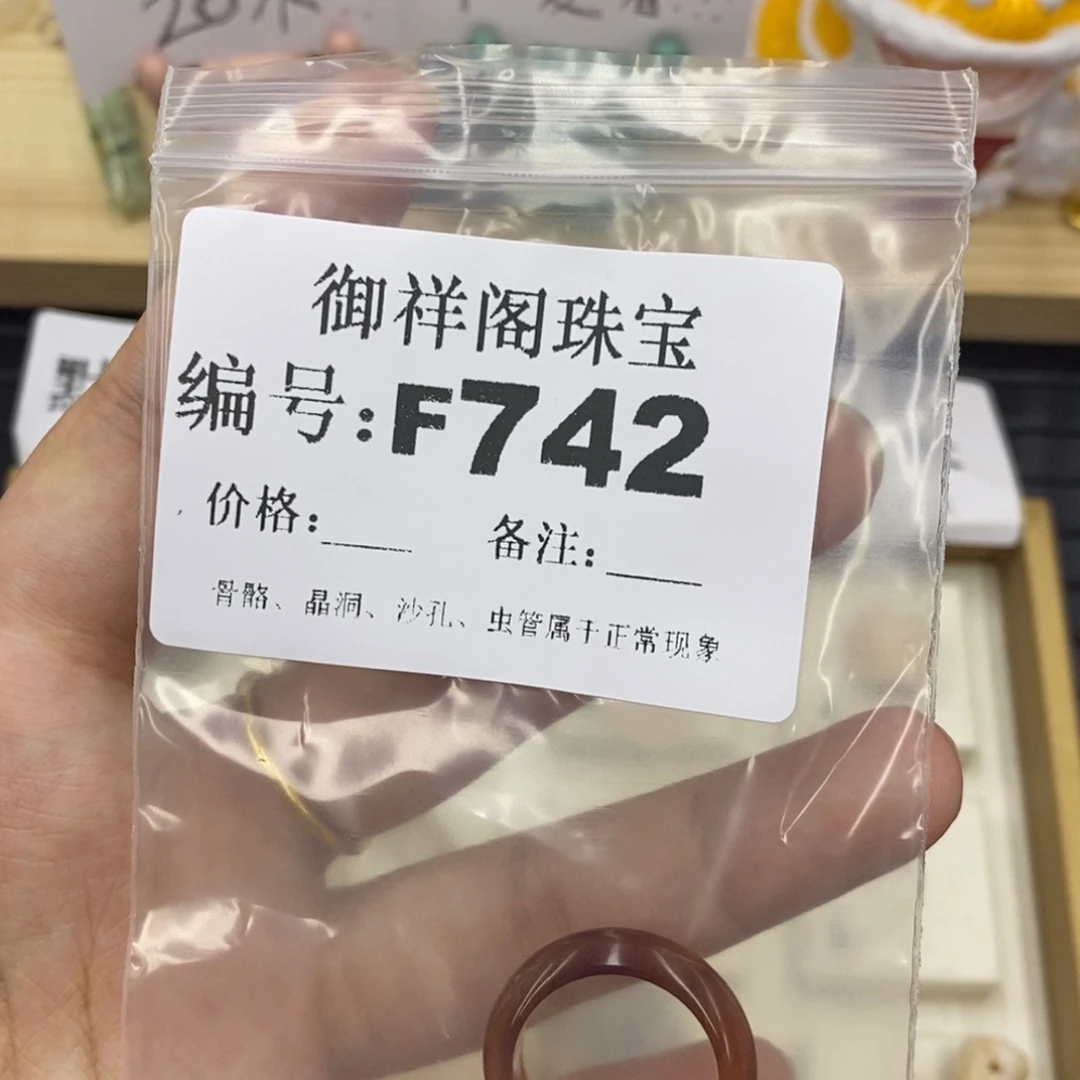 御祥阁珠宝
编号:F742
价格:____ 备注:____
骨骼、晶洞、沙孔、虫管属于正常现象